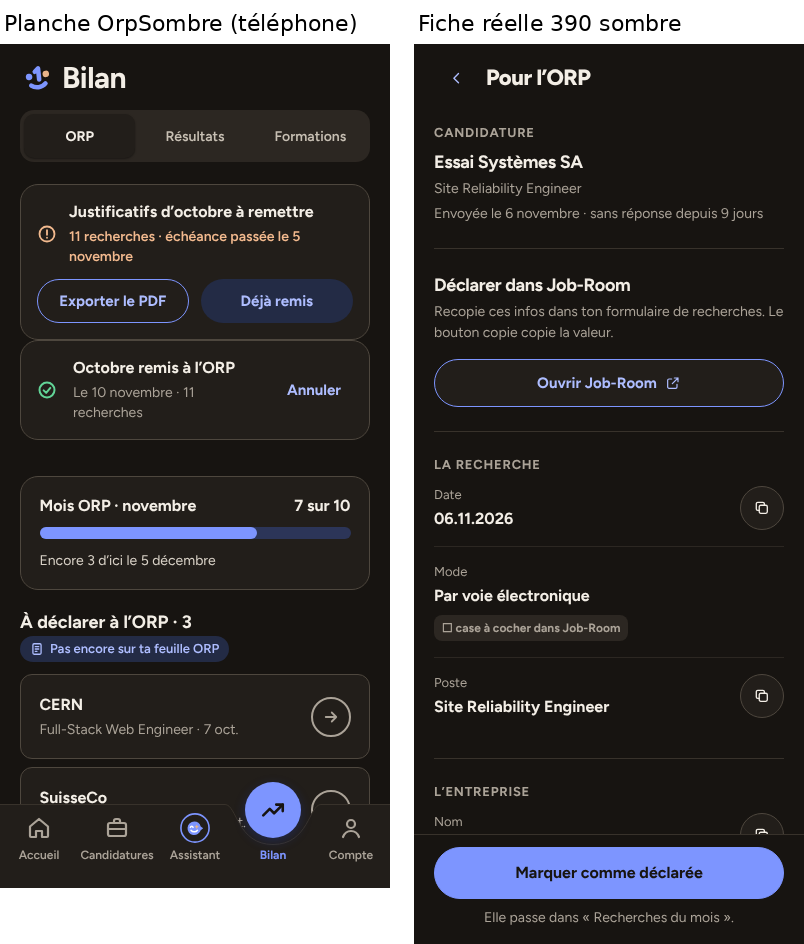 Planche OrpSombre (téléphone)
Bilan
ORP
Résultats
Formations
Justificatifs d’octobre à remettre
11 recherches · échéance passée le 5
novembre
Exporter le PDF
Déjà remis
Octobre remis à l’ORP
Le 10 novembre · 11
recherches
Annuler
Mois ORP · novembre
7 sur 10
Encore 3 d’ici le 5 décembre
À déclarer à l’ORP · 3
Pas encore sur ta feuille ORP
CERN
Full-Stack Web Engineer · 7 oct.
SuisseCo
Accueil
Candidatures
Assistant
Bilan
Compte
Fiche réelle 390 sombre
Pour l’ORP
CANDIDATURE
Essai Systèmes SA
Site Reliability Engineer
Envoyée le 6 novembre · sans réponse depuis 9 jours
Déclarer dans Job-Room
Recopie ces infos dans ton formulaire de recherches. Le
bouton copie copie la valeur.
Ouvrir Job-Room
LA RECHERCHE
Date
06.11.2026
Mode
Par voie électronique
☐ case à cocher dans Job-Room
Poste
Site Reliability Engineer
L’ENTREPRISE
Nom
Marquer comme déclarée
Elle passe dans « Recherches du mois ».